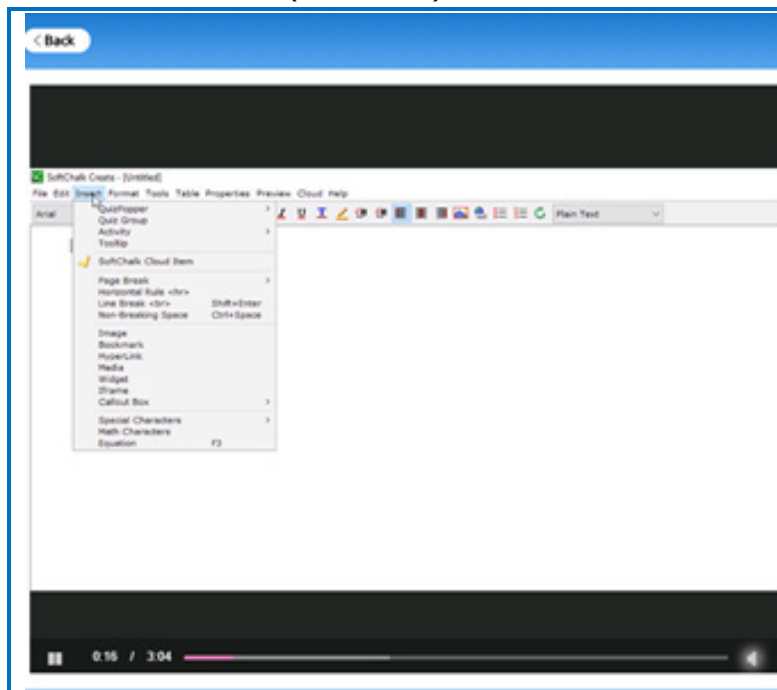 < Back
SoftChalk Create - [Untitled]
File Edit Insert Format Tools Table Properties Preview Cloud Help
Arial
Plain Text
QuizPopper
Quiz Group
Activity
Tooltip
SoftChalk Cloud Item
Page Break
Horizontal Rule <hr>
Line Break <br> Shift+Enter
Non-Breaking Space Ctrl+Space
Image
Bookmark
HyperLink
Media
Widget
IFrame
Callout Box
Special Characters
Math Characters
Equation F3
0:16 / 3:04